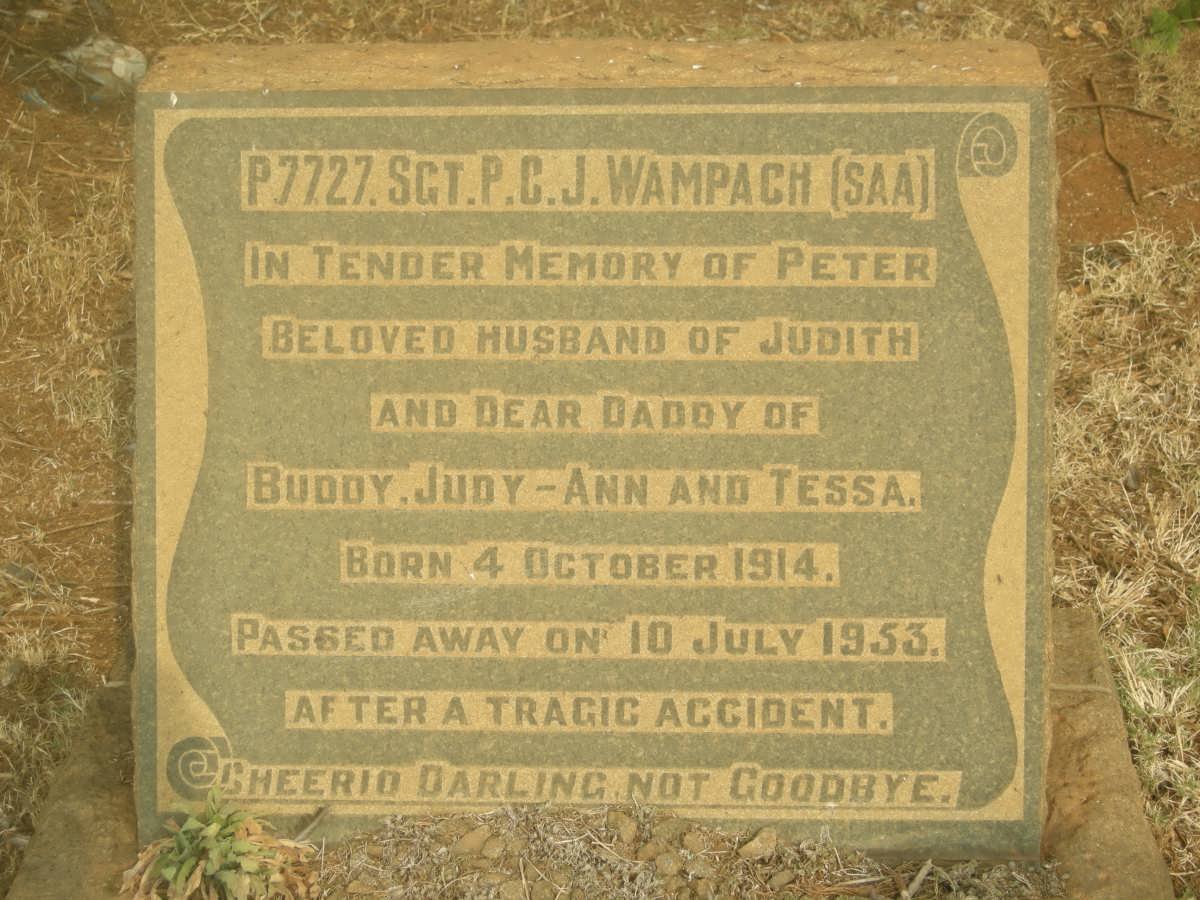 P.7727. SGT. P.C.J. WAMPACH (SAA)
IN TENDER MEMORY OF PETER
BELOVED HUSBAND OF JUDITH
AND DEAR DADDY OF
BUDDY, JUDY-ANN AND TESSA.
BORN 4 OCTOBER 1914.
PASSED AWAY ON 10 JULY 1953.
AFTER A TRAGIC ACCIDENT.
CHEERIO DARLING, NOT GOODBYE.